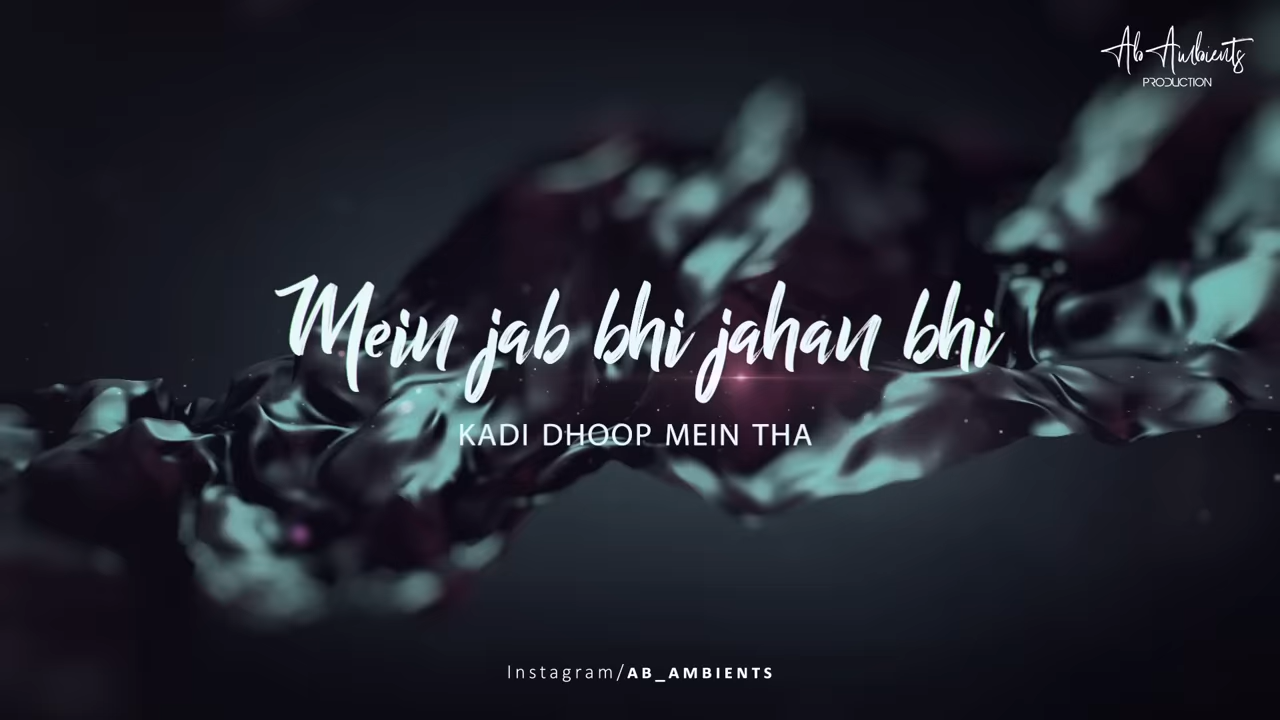 Ab Ambients
PRODUCTION
Mein jab bhi jahan bhi
KADI DHOOP MEIN THA
Instagram/AB_AMBIENTS